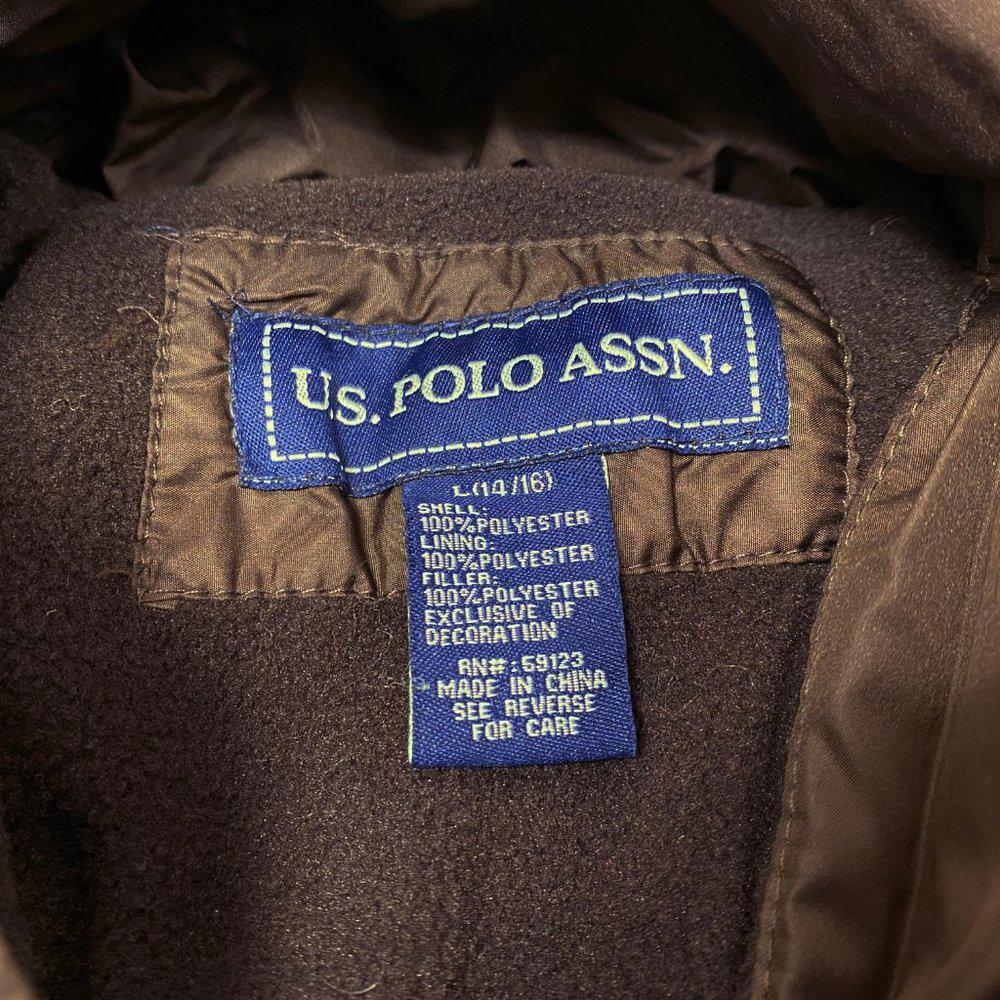 U.S. POLO ASSN.
L(14/16)
SHELL:
100%POLYESTER
LINING:
100%POLYESTER
FILLER:
100%POLYESTER
EXCLUSIVE OF
DECORATION
RN#:59123
MADE IN CHINA
SEE REVERSE
FOR CARE